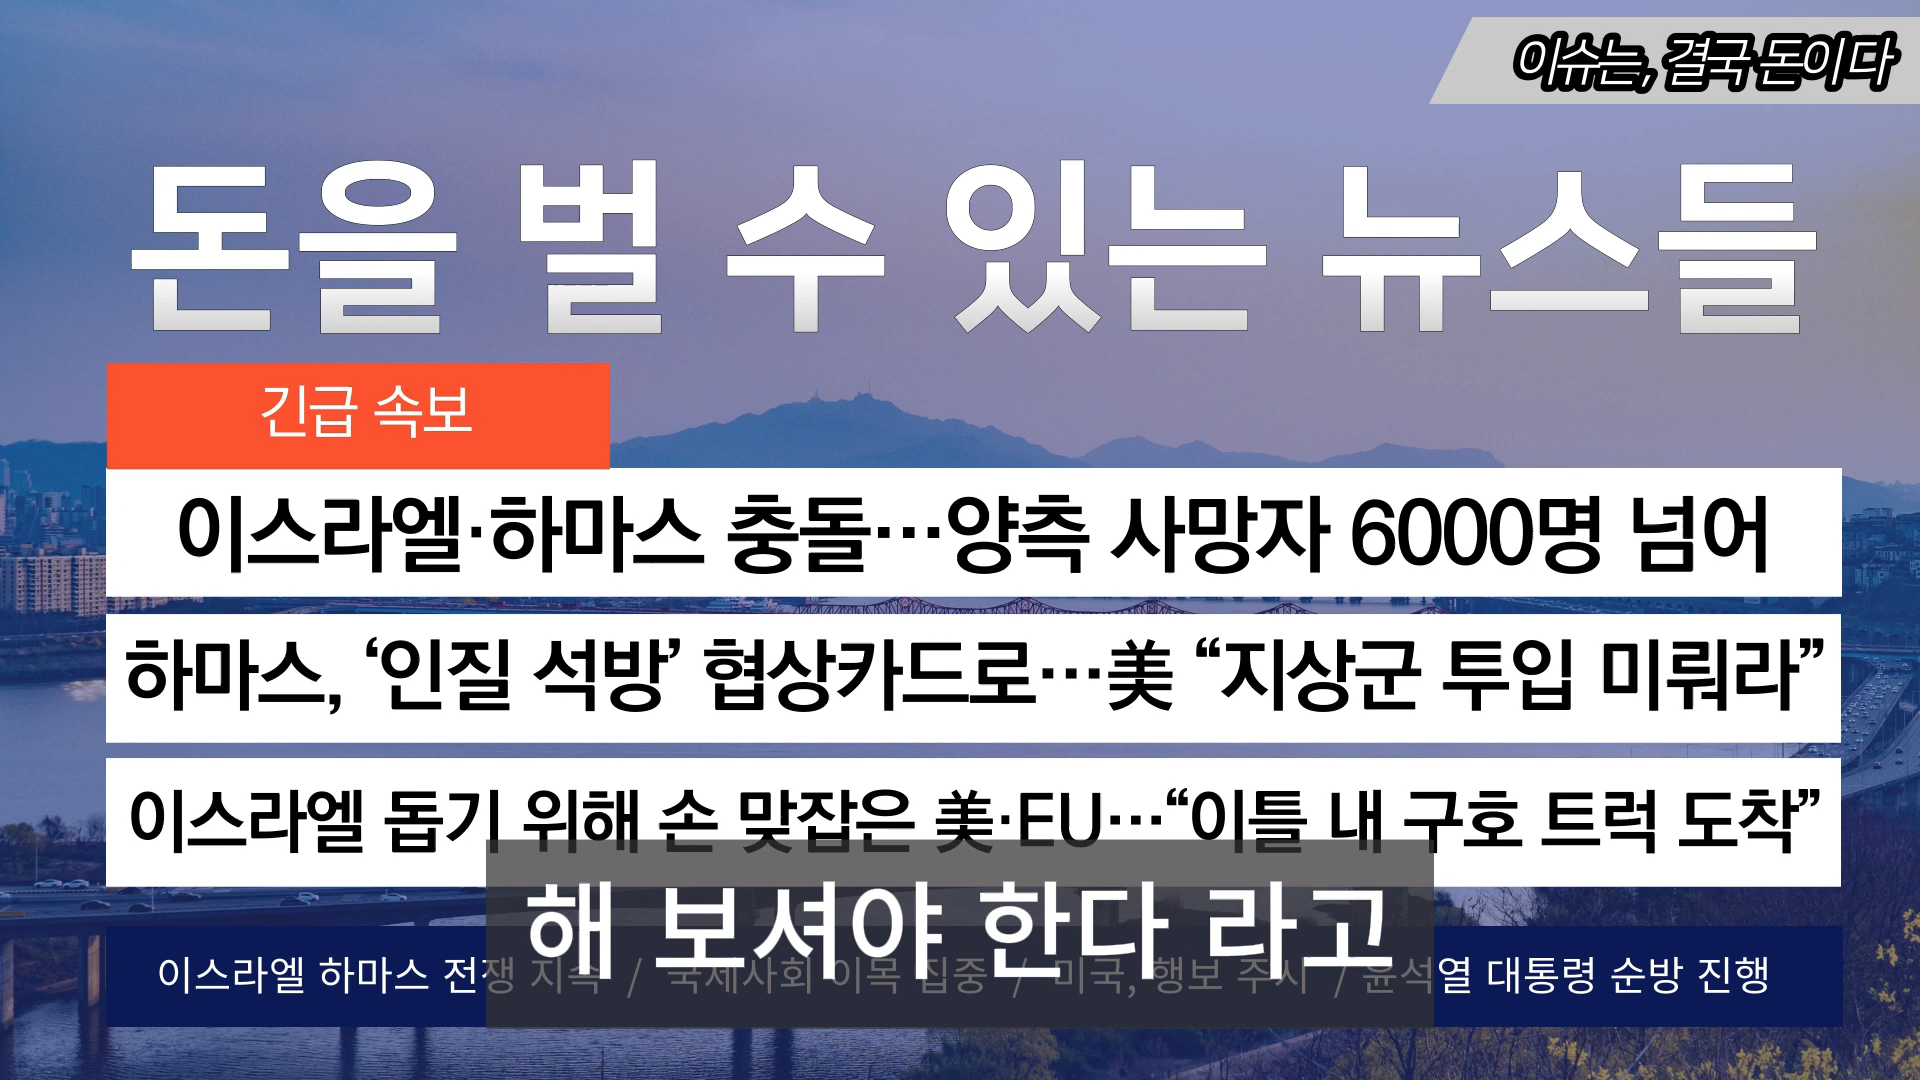 이슈는, 결국 돈이다
돈을 벌 수 있는 뉴스들
긴급 속보
이스라엘·하마스 충돌…양측 사망자 6000명 넘어
하마스, ‘인질 석방’ 협상카드로…美 “지상군 투입 미뤄라”
이스라엘 돕기 위해 손 맞잡은 美·EU…“이틀 내 구호 트럭 도착”
해 보셔야 한다 라고
이스라엘 하마스 전쟁 지속 / 국제사회 이목 집중 / 미국, 행보 주시 / 윤석열 대통령 순방 진행